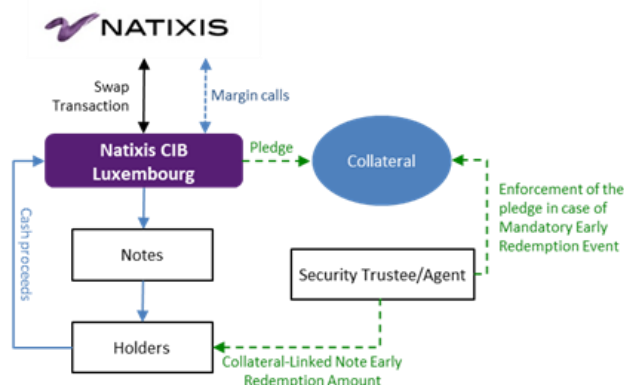 NATIXIS
Swap
Transaction
Margin calls
Natixis CIB
Luxembourg
Pledge
Collateral
Enforcement of the
pledge in case of
Mandatory Early
Redemption Event
Cash proceeds
Notes
Security Trustee/Agent
Holders
Collateral-Linked Note Early
Redemption Amount